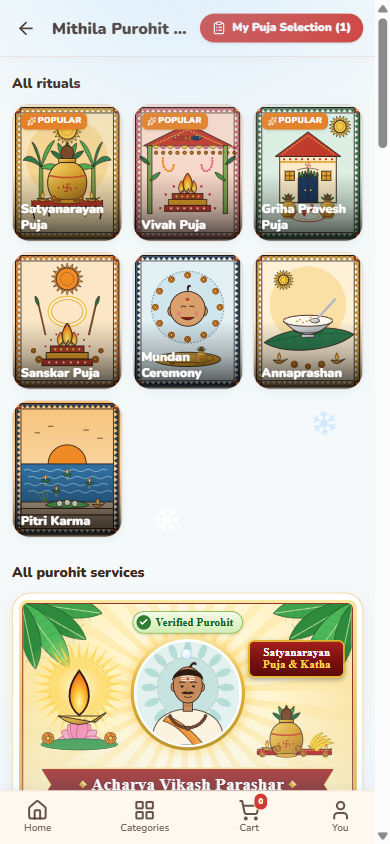 Mithila Purohit ...
My Puja Selection (1)
All rituals
POPULAR
Satyanarayan
Puja
POPULAR
Vivah Puja
POPULAR
Griha Pravesh
Puja
Sanskar Puja
Mundan
Ceremony
Annaprashan
Pitri Karma
All purohit services
Verified Purohit
Satyanarayan
Puja & Katha
Acharya Vikash Parashar
0
Home
Categories
Cart
You